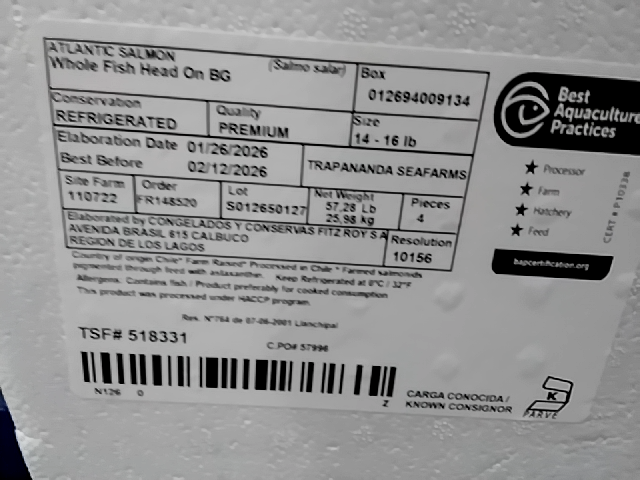 ATLANTIC SALMON (Salmo salar)
Whole Fish Head On BG
Box
012694009134
Conservation
REFRIGERATED
Quality
PREMIUM
Size
14 - 16 lb
Elaboration Date 01/26/2026
Best Before 02/12/2026
TRAPANANDA SEAFARMS
Site Farm
110722
Order
FR148520
Lot
S012650127
Net Weight
57,28 Lb
25,98 kg
Pieces
4
Elaborated by CONGELADOS Y CONSERVAS FITZ ROY S.A
AVENIDA BRASIL 615 CALBUCO
REGION DE LOS LAGOS
Resolution
10156
Country of origin Chile* Farm Raised* Processed in Chile * Farmed salmonds
pigmented through feed with astaxanthin. Keep Refrigerated at 0°C / 32°F
Allergens. Contains fish / Product preferably for cooked consumption
This product was processed under HACCP program.
Res. N°764 de 07-06-2001 Llanchipal
TSF# 518331
C.PO# 57996
N126 0
Z
CARGA CONOCIDA /
KNOWN CONSIGNOR
K
PARVE
Best
Aquaculture
Practices
Processor
Farm
Hatchery
Feed
CERT # P10338
bapcertification.org